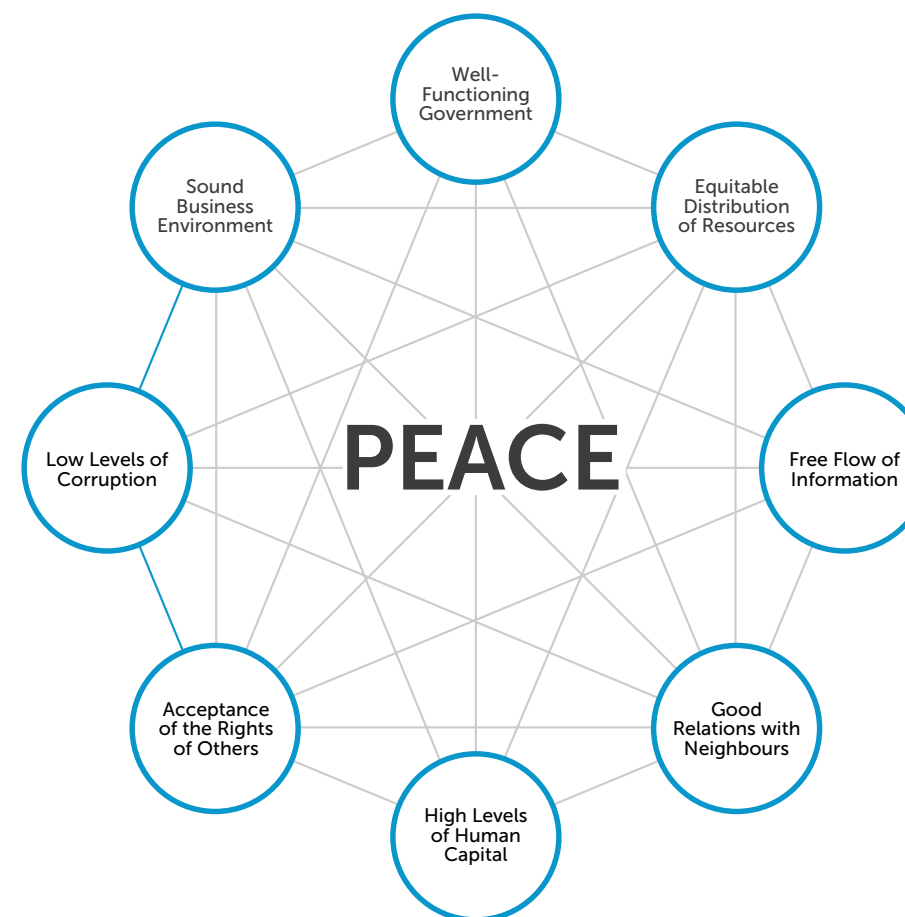 Well-
Functioning
Government
Sound
Business
Environment
Equitable
Distribution
of Resources
Low Levels of
Corruption
PEACE
Free Flow of
Information
Acceptance
of the Rights
of Others
Good
Relations with
Neighbours
High Levels
of Human
Capital